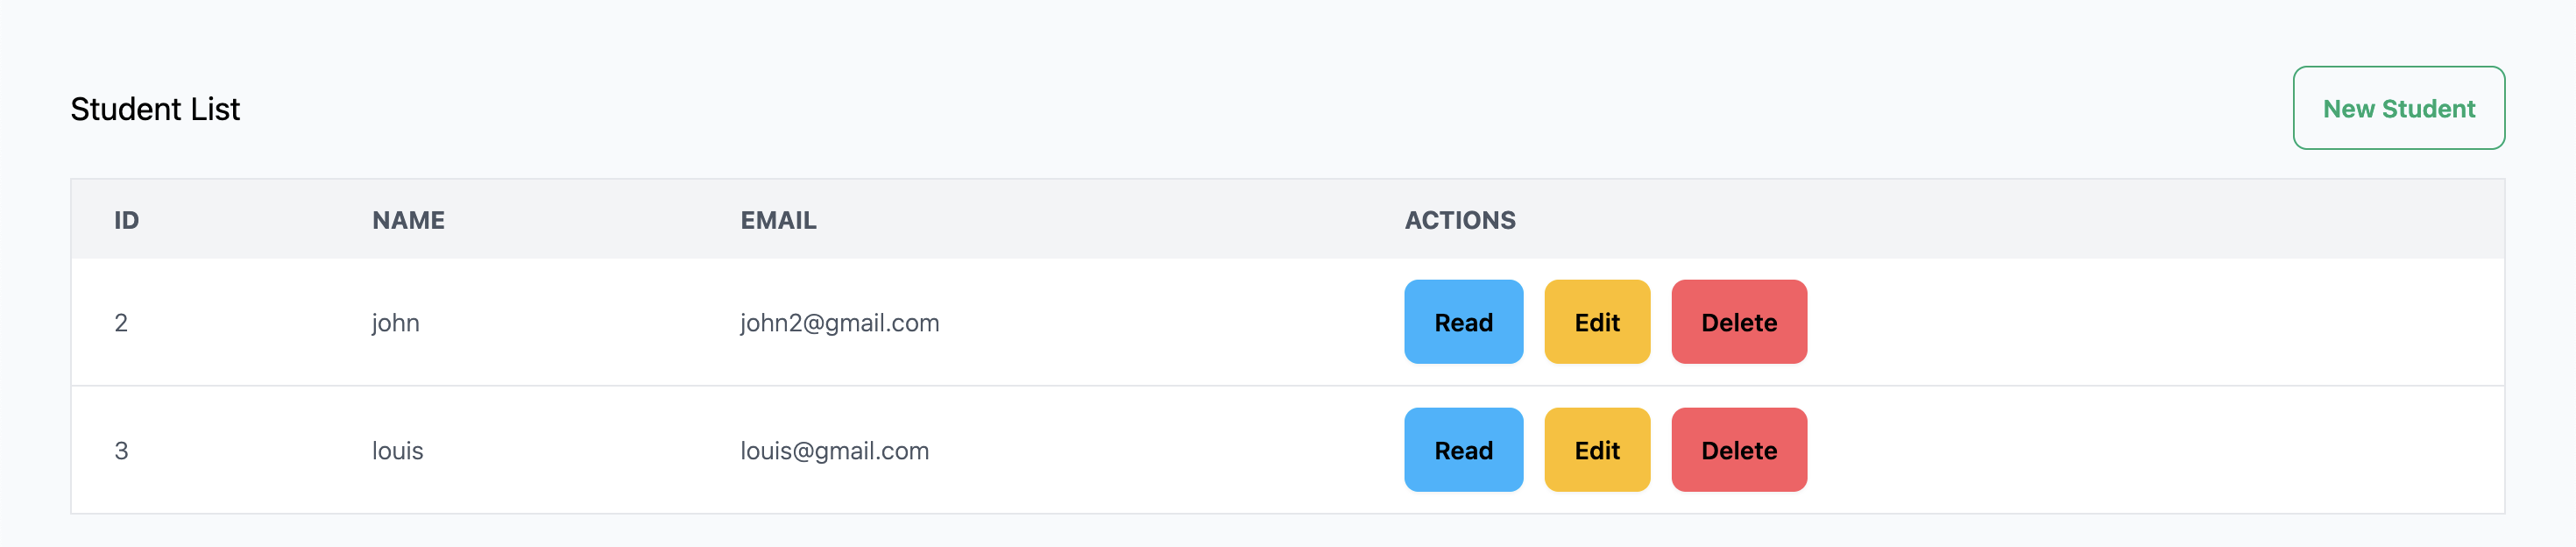 Student List New Student
ID NAME EMAIL ACTIONS
2 john john2@gmail.com Read Edit Delete
3 louis louis@gmail.com Read Edit Delete